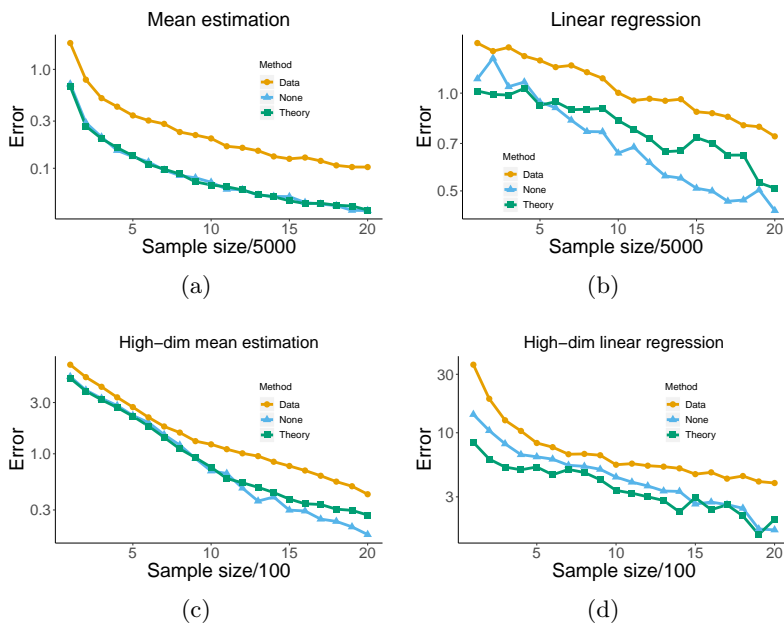 Mean estimation
Error
1.0
0.3
0.1
Method
Data
None
Theory
5 10 15 20
Sample size/5000
(a)
Linear regression
Error
1.0
0.7
0.5
Method
Data
None
Theory
5 10 15 20
Sample size/5000
(b)
High−dim mean estimation
Error
3.0
1.0
0.3
Method
Data
None
Theory
5 10 15 20
Sample size/100
(c)
High−dim linear regression
Error
30
10
3
Method
Data
None
Theory
5 10 15 20
Sample size/100
(d)